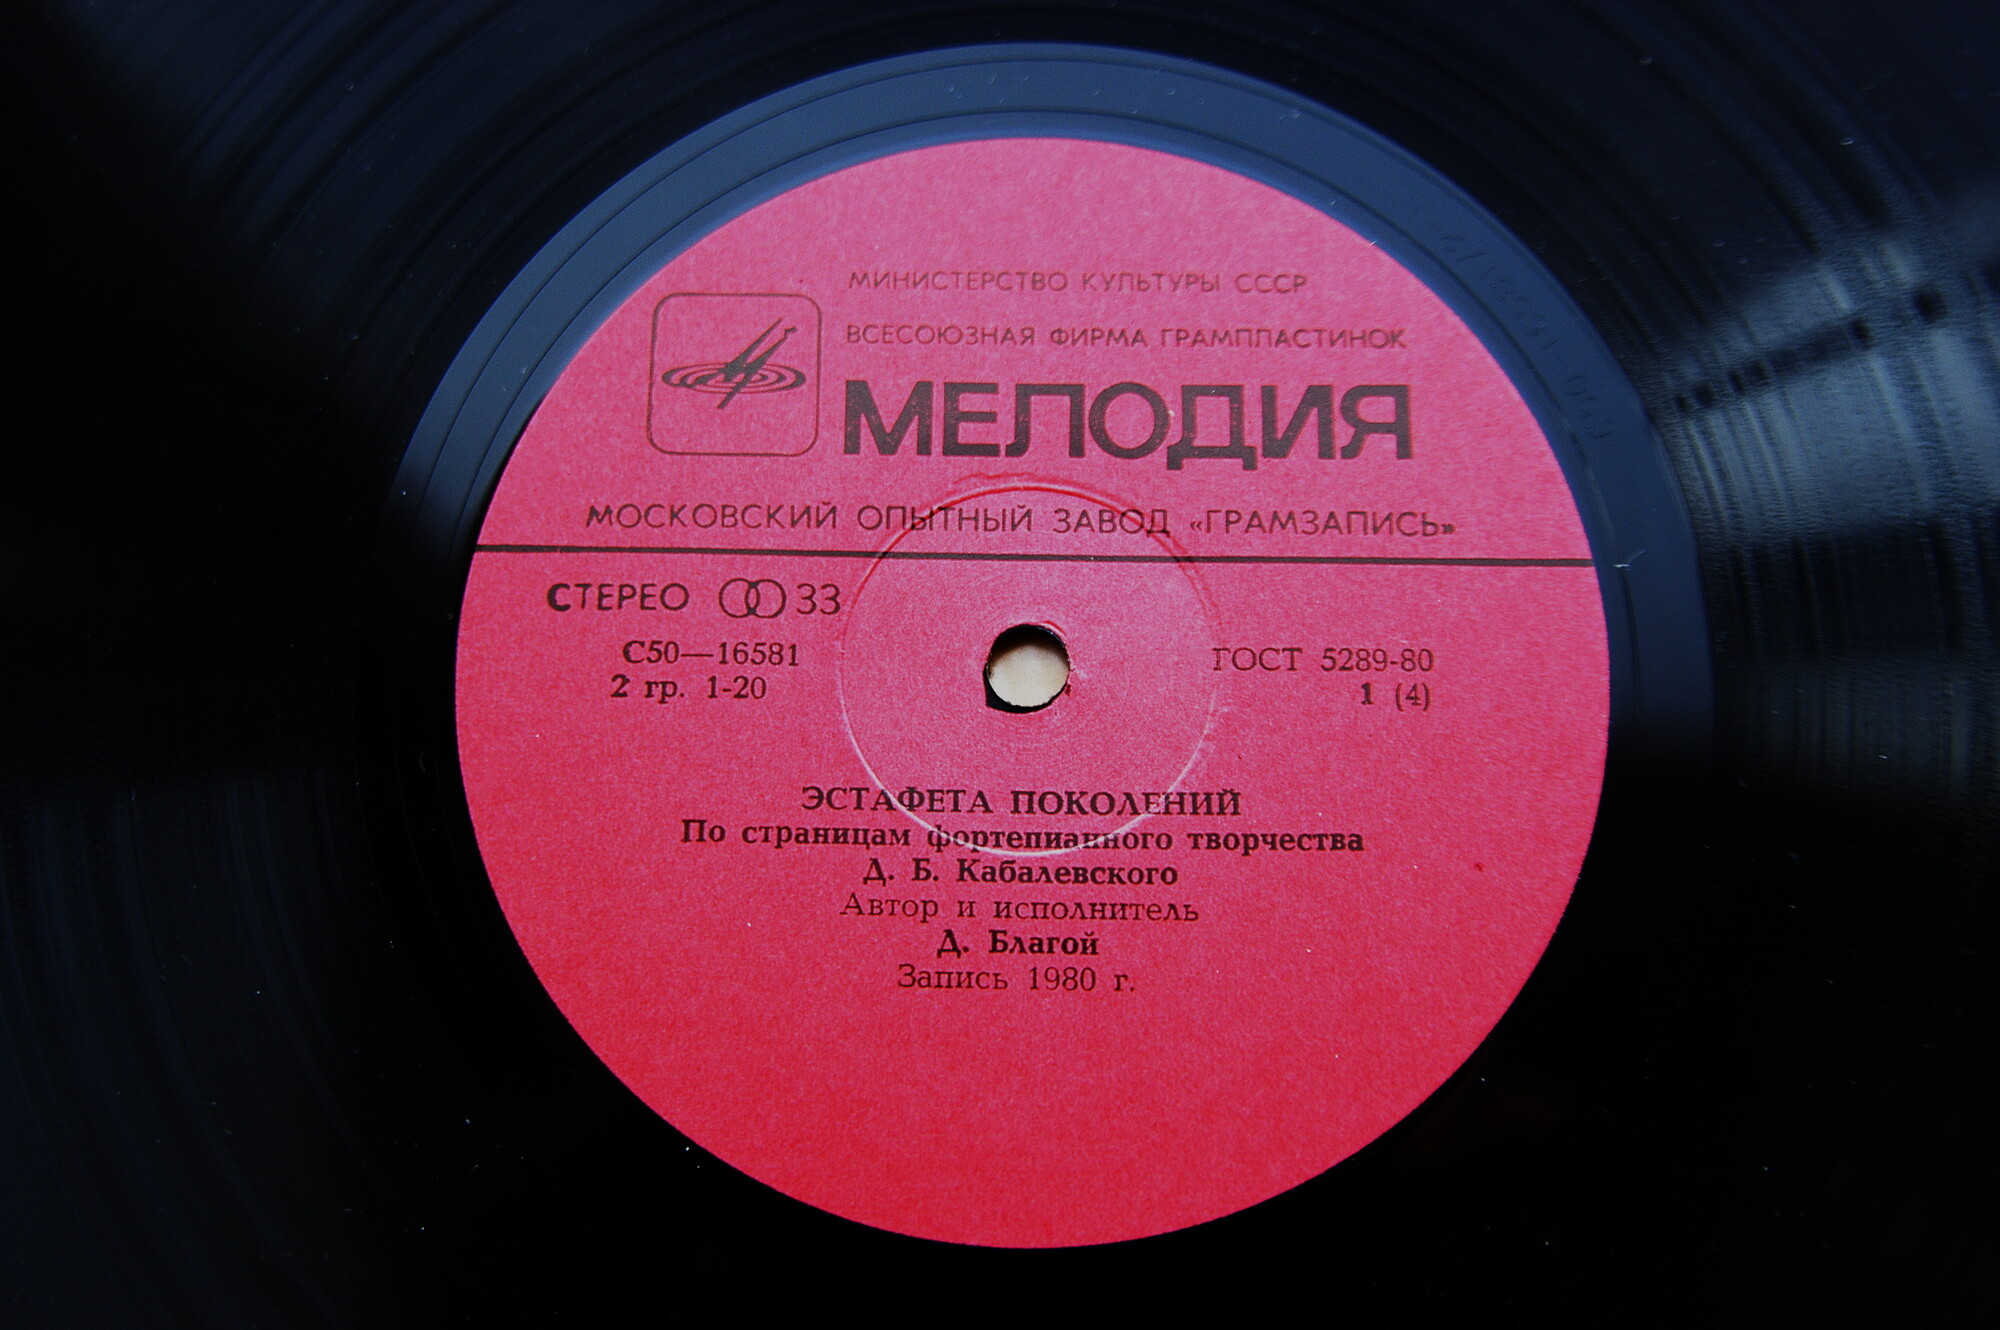 МИНИСТЕРСТВО КУЛЬТУРЫ СССР
ВСЕСОЮЗНАЯ ФИРМА ГРАМПЛАСТИНОК
МЕЛОДИЯ
МОСКОВСКИЙ ОПЫТНЫЙ ЗАВОД «ГРАМЗАПИСЬ»
СТЕРЕО 33
С50—16581
2 гр. 1-20
ГОСТ 5289-80
1 (4)
ЭСТАФЕТА ПОКОЛЕНИЙ
По страницам фортепианного творчества
Д. Б. Кабалевского
Автор и исполнитель
Д. Благой
Запись 1980 г.